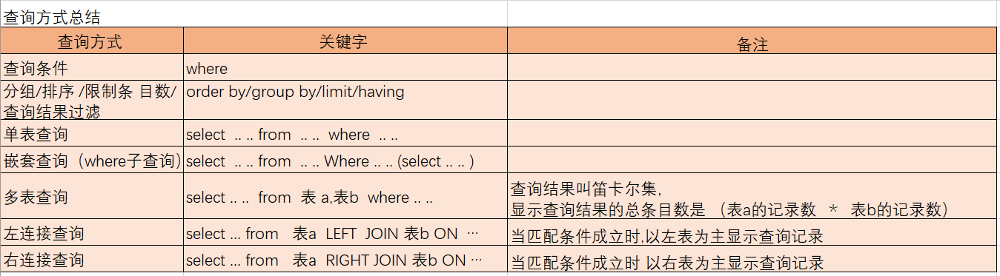 查询方式总结
查询方式 关键字 备注
查询条件 where
分组/排序 /限制条 目数/
查询结果过滤 order by/group by/limit/having
单表查询 select .. .. from .. .. where .. ..
嵌套查询（where子查询） select .. .. from .. .. Where .. .. (select .. .. )
多表查询 select .. .. from 表 a,表b where .. ..
查询结果叫笛卡尔集,
显示查询结果的总条目数是 （表a的记录数 * 表b的记录数）
左连接查询 select ... from 表a LEFT JOIN 表b ON … 当匹配条件成立时,以左表为主显示查询记录
右连接查询 select ... from 表a RIGHT JOIN 表b ON … 当匹配条件成立时 以右表为主显示查询记录